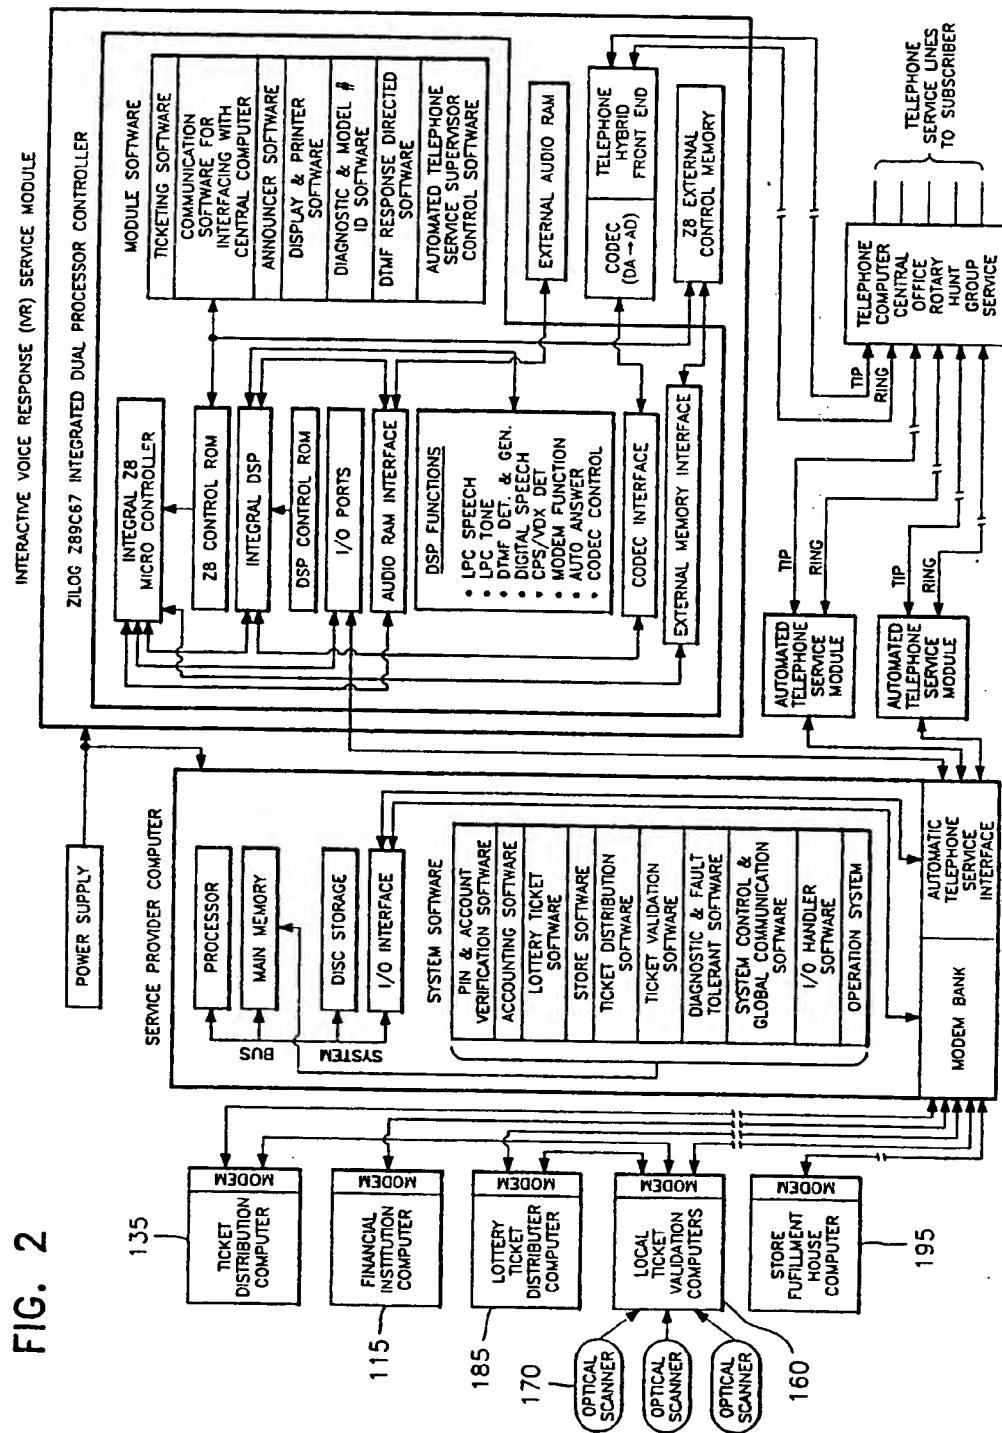 FIG. 2
135
TICKET
DISTRIBUTION
COMPUTER
MODEM
115
FINANCIAL
INSTITUTION
COMPUTER
MODEM
185
LOTTERY
TICKET
DISTRIBUTER
COMPUTER
MODEM
170
OPTICAL
SCANNER
OPTICAL
SCANNER
OPTICAL
SCANNER
160
LOCAL
TICKET
VALIDATION
COMPUTERS
MODEM
195
STORE
FUFILLMENT
HOUSE
COMPUTER
MODEM
POWER SUPPLY
SERVICE PROVIDER COMPUTER
PROCESSOR
MAIN MEMORY
DISC STORAGE
I/O INTERFACE
BUS
SYSTEM
SYSTEM SOFTWARE
PIN & ACCOUNT
VERIFICATION SOFTWARE
ACCOUNTING SOFTWARE
LOTTERY TICKET
SOFTWARE
STORE SOFTWARE
TICKET DISTRIBUTION
SOFTWARE
TICKET VALIDATION
SOFTWARE
DIAGNOSTIC & FAULT
TOLERANT SOFTWARE
SYSTEM CONTROL &
GLOBAL COMMUNICATION
SOFTWARE
I/O HANDLER
SOFTWARE
OPERATION SYSTEM
MODEM BANK
AUTOMATIC
TELEPHONE
SERVICE
INTERFACE
INTERACTIVE VOICE RESPONSE (IVR) SERVICE MODULE
ZILOG Z89C67 INTEGRATED DUAL PROCESSOR CONTROLLER
INTEGRAL Z8
MICRO CONTROLLER
Z8 CONTROL ROM
INTEGRAL DSP
DSP CONTROL ROM
I/O PORTS
AUDIO RAM INTERFACE
DSP FUNCTIONS
• LPC SPEECH
• LPC TONE
• DTMF DET. & GEN.
• DIGITAL SPEECH
• CPS/VOX DET
• MODEM FUNCTION
• AUTO ANSWER
• CODEC CONTROL
CODEC INTERFACE
EXTERNAL MEMORY INTERFACE
MODULE SOFTWARE
TICKETING SOFTWARE
COMMUNICATION
SOFTWARE FOR
INTERFACING WITH
CENTRAL COMPUTER
ANNOUNCER SOFTWARE
DISPLAY & PRINTER
SOFTWARE
DIAGNOSTIC & MODEL #
ID SOFTWARE
DTMF RESPONSE DIRECTED
SOFTWARE
AUTOMATED TELEPHONE
SERVICE SUPERVISOR
CONTROL SOFTWARE
EXTERNAL AUDIO RAM
CODEC
(DA→AD)
TELEPHONE
HYBRID
FRONT END
Z8 EXTERNAL
CONTROL MEMORY
AUTOMATED
TELEPHONE
SERVICE
MODULE
TIP
RING
AUTOMATED
TELEPHONE
SERVICE
MODULE
TIP
RING
TIP
RING
TELEPHONE
COMPUTER
CENTRAL
OFFICE
ROTARY
HUNT
GROUP
SERVICE
TELEPHONE
SERVICE LINES
TO SUBSCRIBER